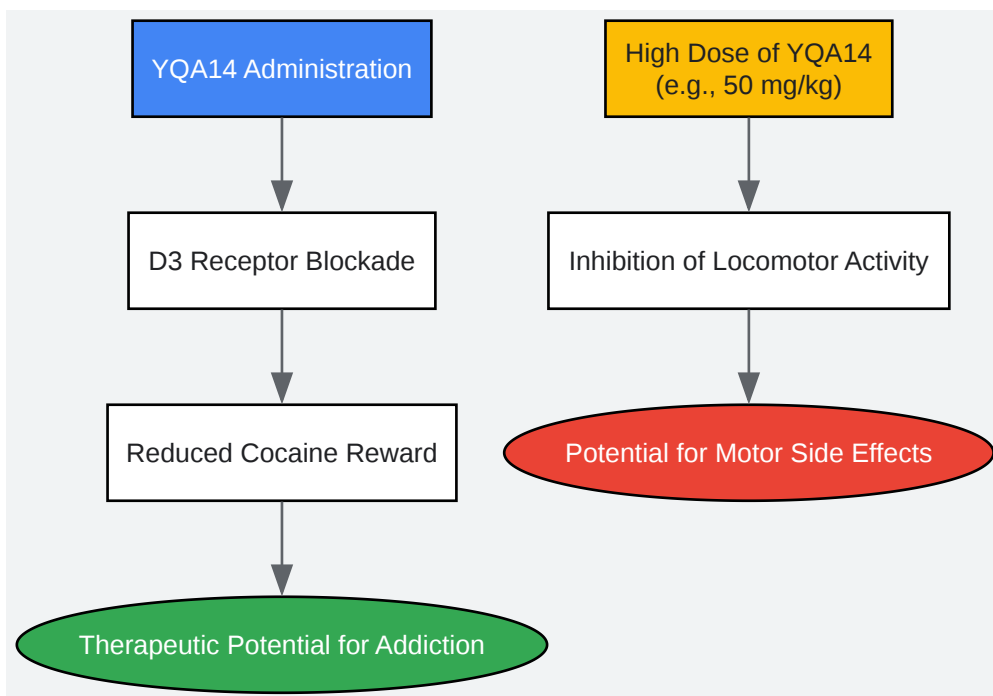 YQA14 Administration
D3 Receptor Blockade
Reduced Cocaine Reward
Therapeutic Potential for Addiction
High Dose of YQA14
(e.g., 50 mg/kg)
Inhibition of Locomotor Activity
Potential for Motor Side Effects